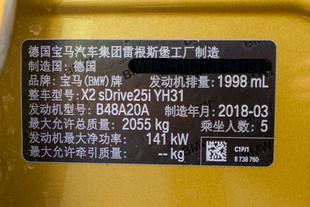 德国宝马汽车集团雷根斯堡工厂制造
制造国：德国
品牌：宝马(BMW)牌 发动机排量：1998 mL
整车型号：X2 sDrive25i YH31
发动机型号：B48A20A 制造年月：2018-03
最大允许总质量：2055 kg 乘坐人数：5
发动机最大净功率：141 kW
最大允许牵引质量：-- kg
C1P/1
8 738 760